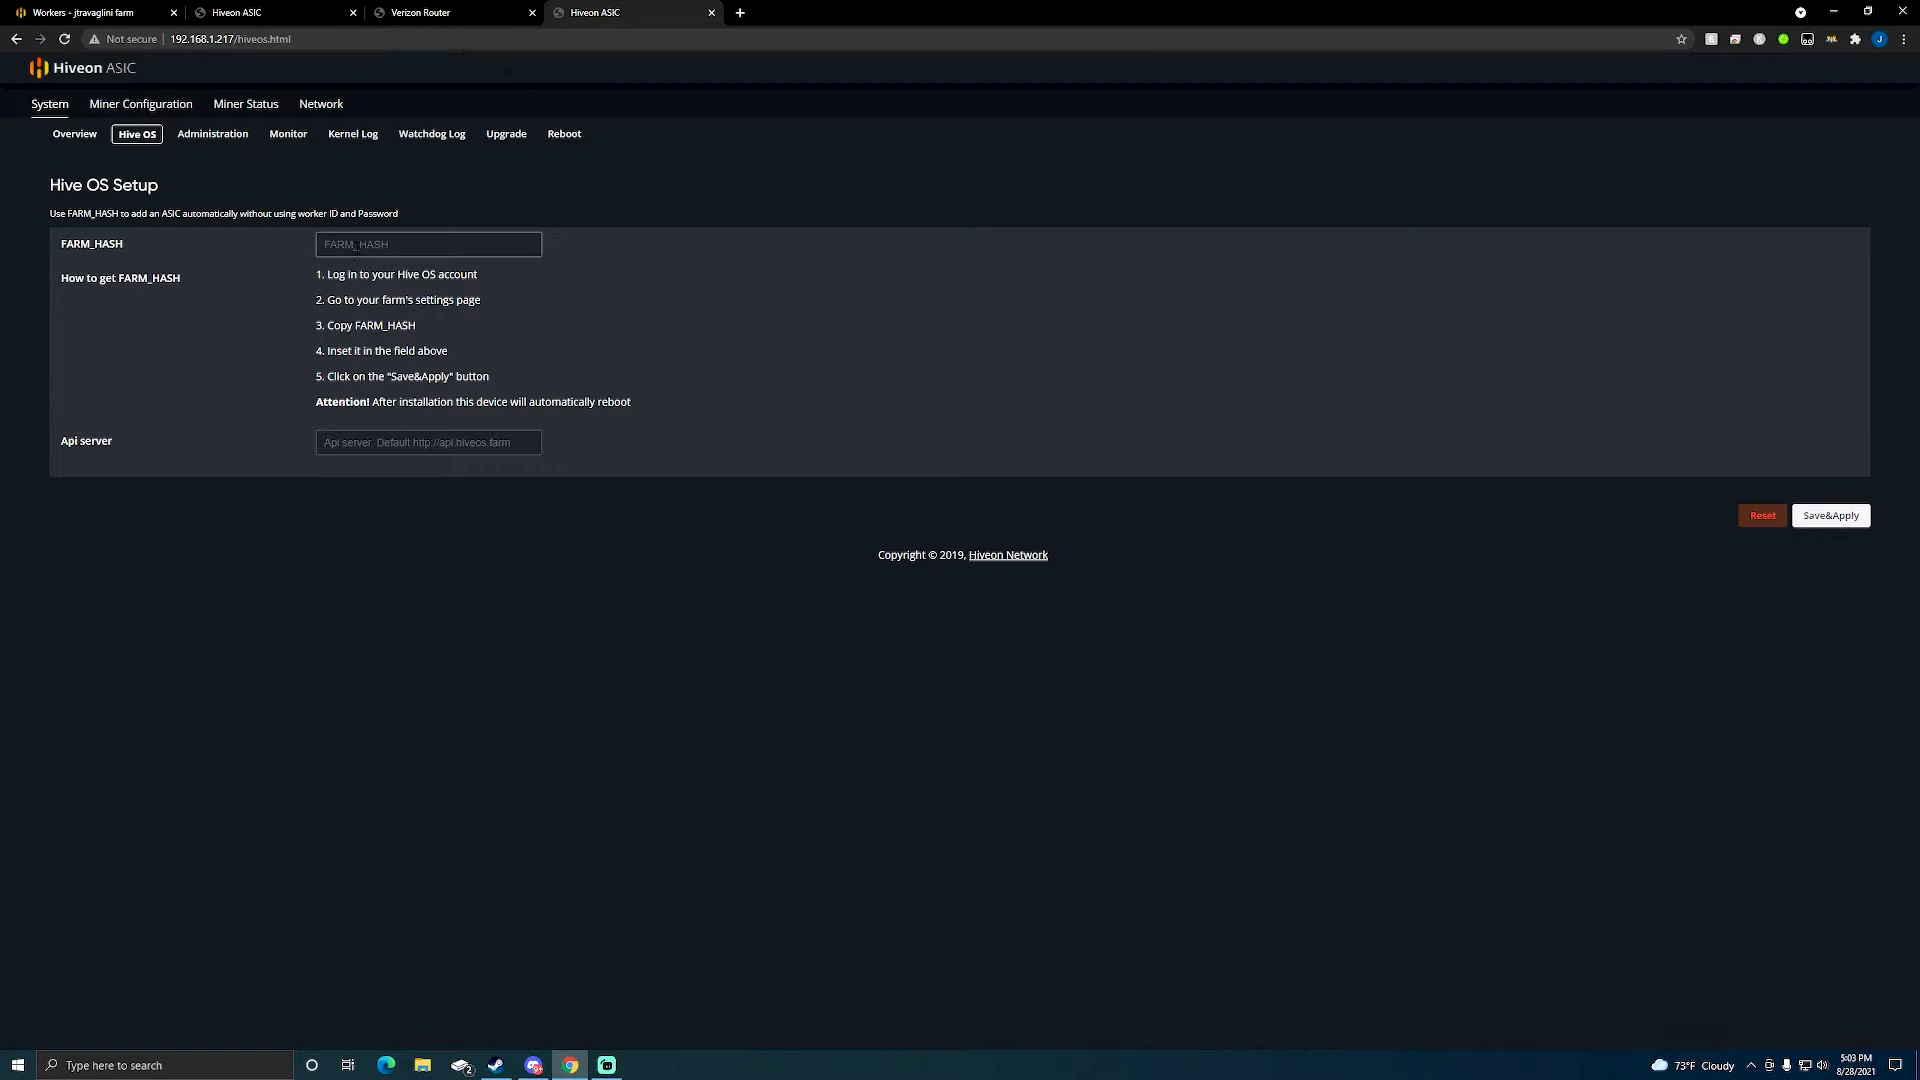 Workers - jtravaglini farm
Hiveon ASIC
Verizon Router
Hiveon ASIC
Not secure
192.168.1.217/hiveos.html
Hiveon ASIC
System
Miner Configuration
Miner Status
Network
Overview
Hive OS
Administration
Monitor
Kernel Log
Watchdog Log
Upgrade
Reboot
Hive OS Setup
Use FARM_HASH to add an ASIC automatically without using worker ID and Password
FARM_HASH
FARM_HASH
How to get FARM_HASH
1. Log in to your Hive OS account
2. Go to your farm's settings page
3. Copy FARM_HASH
4. Inset it in the field above
5. Click on the "Save&Apply" button
Attention! After installation this device will automatically reboot
Api server
Api server. Default http://api.hiveos.farm
Reset
Save&Apply
Copyright © 2019, Hiveon Network
Type here to search
73°F Cloudy
5:03 PM
8/28/2021